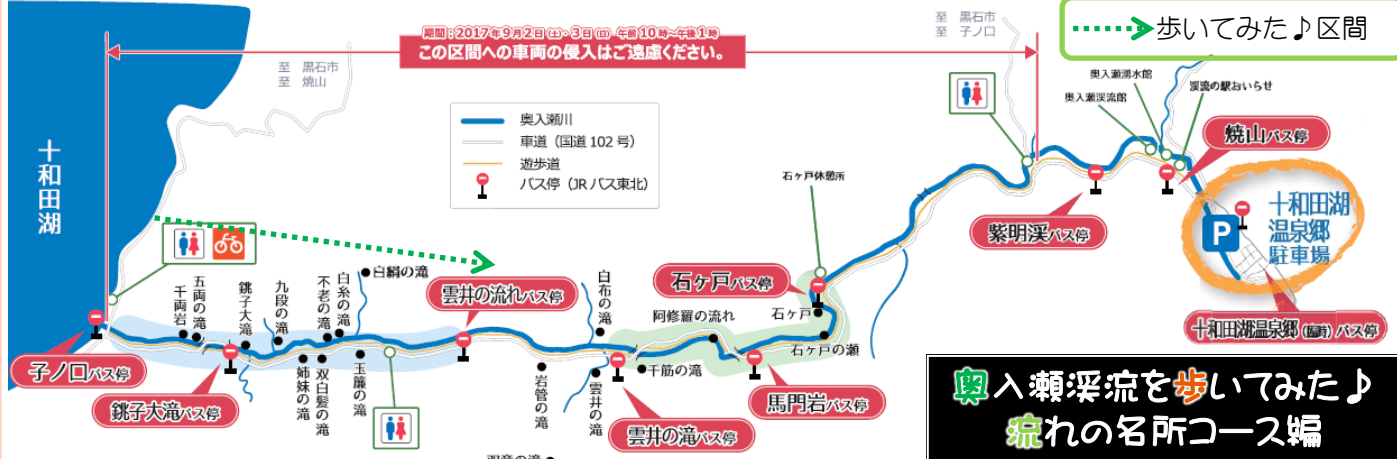 期間：2017年9月2日(土)・3日(日) 午前10時～午後1時
この区間への車両の侵入はご遠慮ください。
至 黒石市
至 子ノ口
歩いてみた♪区間
至 黒石市
至 焼山
奥入瀬湧水館
奥入瀬渓流館
渓流の駅おいらせ
焼山バス停
奥入瀬川
車道（国道102号）
遊歩道
バス停（JRバス東北）
十和田湖
石ヶ戸休憩所
紫明渓バス停
P
十和田湖
温泉郷
駐車場
十和田湖温泉郷(臨時)バス停
子ノ口バス停
千両岩
五両の滝
銚子大滝
銚子大滝バス停
九段の滝
姉妹の滝
不老の滝
双白髪の滝
白糸の滝
玉簾の滝
白絹の滝
雲井の流れバス停
岩管の滝
白布の滝
雲井の滝
雲井の滝バス停
千筋の滝
阿修羅の流れ
石ヶ戸バス停
石ヶ戸
石ヶ戸の瀬
馬門岩バス停
奥入瀬渓流を歩いてみた♪
流れの名所コース編